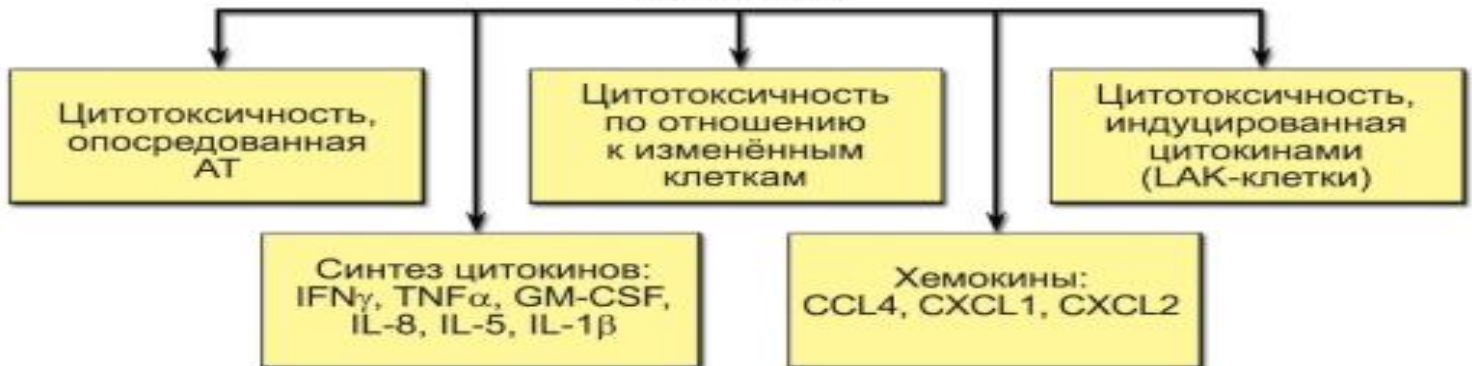 Цитотоксичность,
опосредованная
АТ
Цитотоксичность
по отношению
к изменённым
клеткам
Цитотоксичность,
индуцированная
цитокинами
(LAK-клетки)
Синтез цитокинов:
IFNγ, TNFα, GM-CSF,
IL-8, IL-5, IL-1β
Хемокины:
CCL4, CXCL1, CXCL2